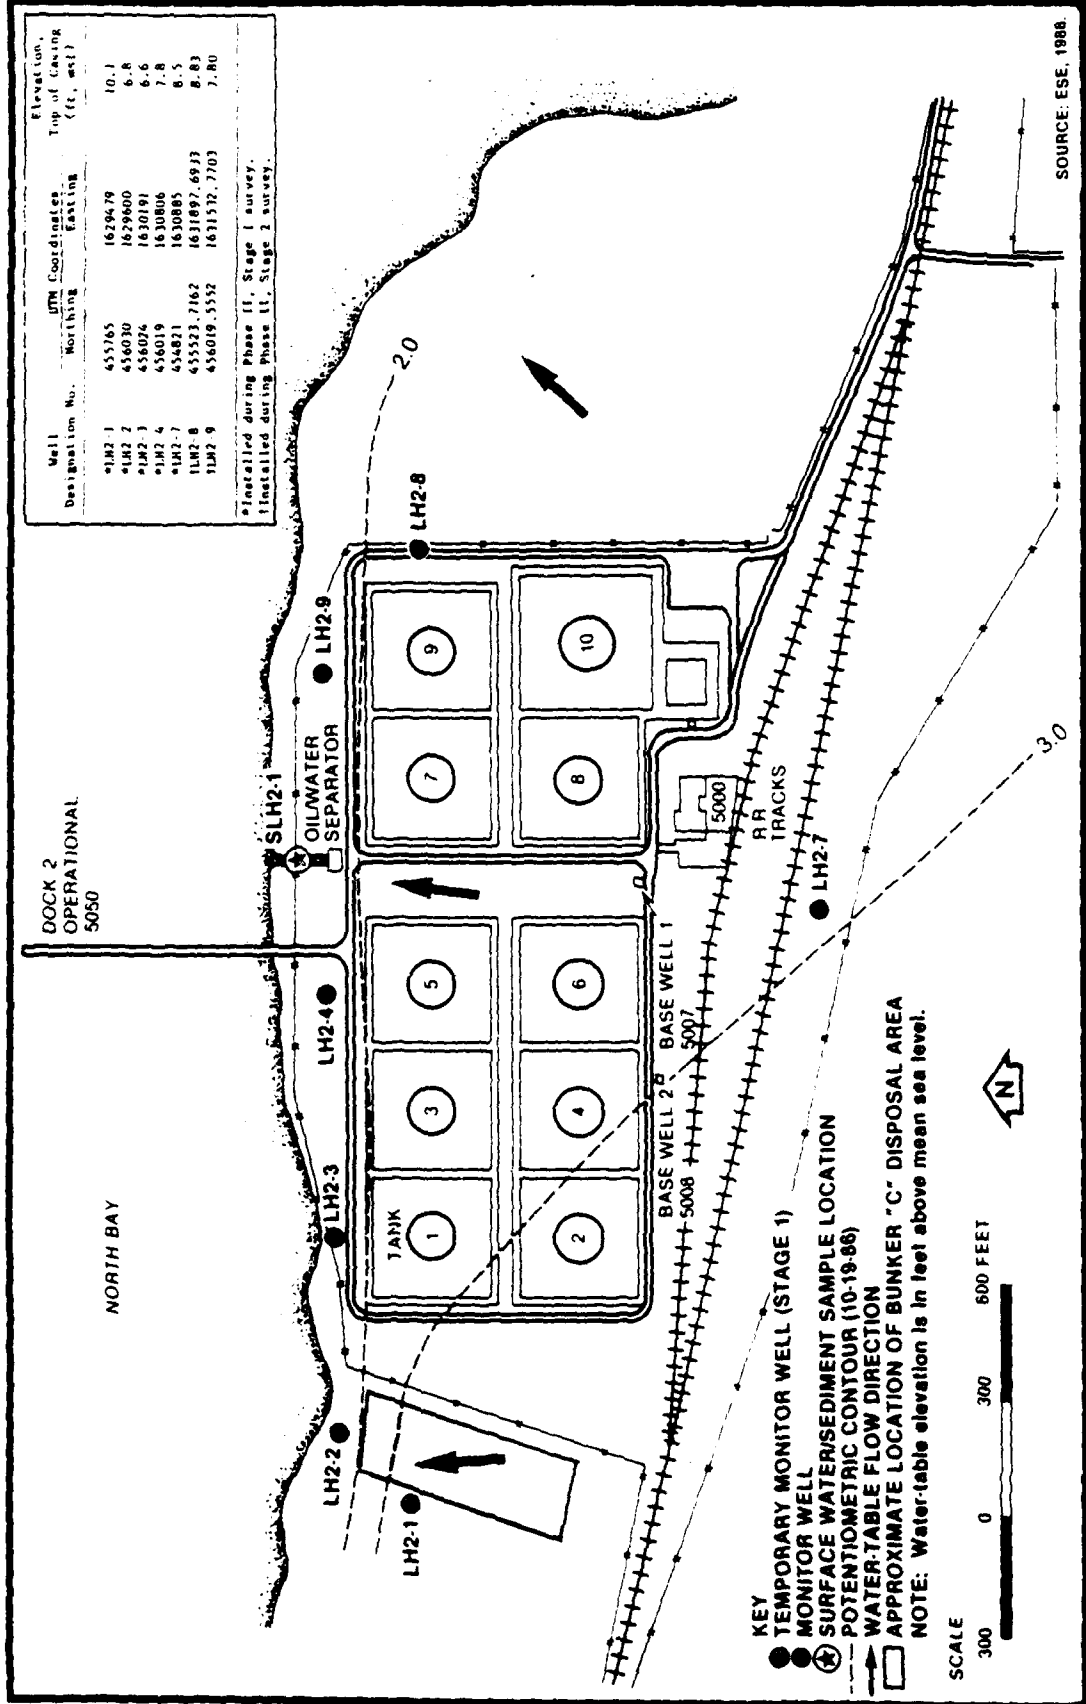 Well Designation No.
UTM Coordinates
Northing Easting
Elevation, Top of Casing (ft, msl)
*LH2-1 455765 1629479 10.1
*LH2-2 456030 1629600 6.8
*LH2-3 456024 1630191 6.6
*LH2-4 456019 1630806 7.8
*LH2-7 454821 1630885 8.5
†LH2-8 455523.7162 1631897.6933 8.83
†LH2-9 456019.5552 1631532.7703 7.80
*Installed during Phase II, Stage 1 survey.
†Installed during Phase II, Stage 2 survey.
NORTH BAY
DOCK 2
OPERATIONAL
5050
SLH2-1
OIL/WATER
SEPARATOR
LH2-9
LH2-8
2.0
LH2-4
LH2-3
LH2-2
LH2-1
TANK
1
3
5
7
9
2
4
6
8
10
BASE WELL 2
5008
BASE WELL 1
5007
5000
RR
TRACKS
LH2-7
3.0
KEY
TEMPORARY MONITOR WELL (STAGE 1)
MONITOR WELL
SURFACE WATER/SEDIMENT SAMPLE LOCATION
POTENTIOMETRIC CONTOUR (10-19-86)
WATER-TABLE FLOW DIRECTION
APPROXIMATE LOCATION OF BUNKER "C" DISPOSAL AREA
NOTE: Water-table elevation is in feet above mean sea level.
SCALE
300 0 300 600 FEET
N
SOURCE: ESE, 1988.